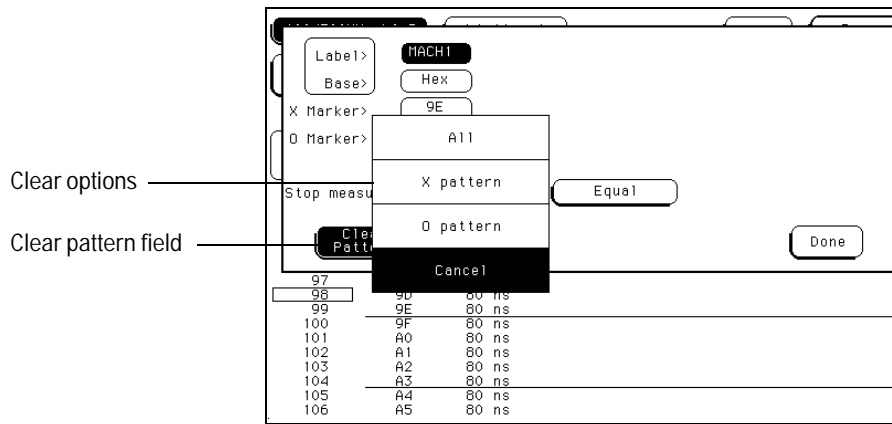 Label> MACH1
Base> Hex
X Marker> 9E
O Marker>
All
Clear options
X pattern
Stop measu
Equal
O pattern
Clear pattern field
Done
Cancel
97
98 9D 80 ns
99 9E 80 ns
100 9F 80 ns
101 A0 80 ns
102 A1 80 ns
103 A2 80 ns
104 A3 80 ns
105 A4 80 ns
106 A5 80 ns